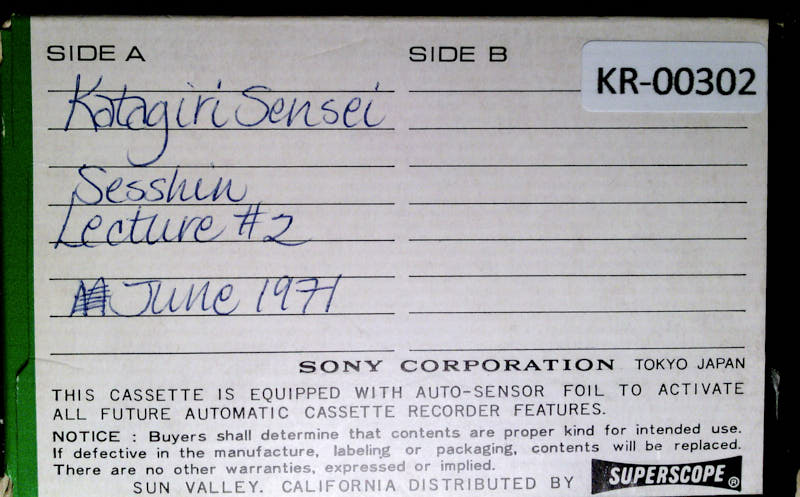 SIDE A
SIDE B
KR-00302
Katagiri Sensei
Sesshin
Lecture #2
June 1971
SONY CORPORATION TOKYO JAPAN
THIS CASSETTE IS EQUIPPED WITH AUTO-SENSOR FOIL TO ACTIVATE
ALL FUTURE AUTOMATIC CASSETTE RECORDER FEATURES.
NOTICE : Buyers shall determine that contents are proper kind for intended use.
If defective in the manufacture, labeling or packaging, contents will be replaced.
There are no other warranties, expressed or implied.
SUN VALLEY. CALIFORNIA DISTRIBUTED BY SUPERSCOPE®